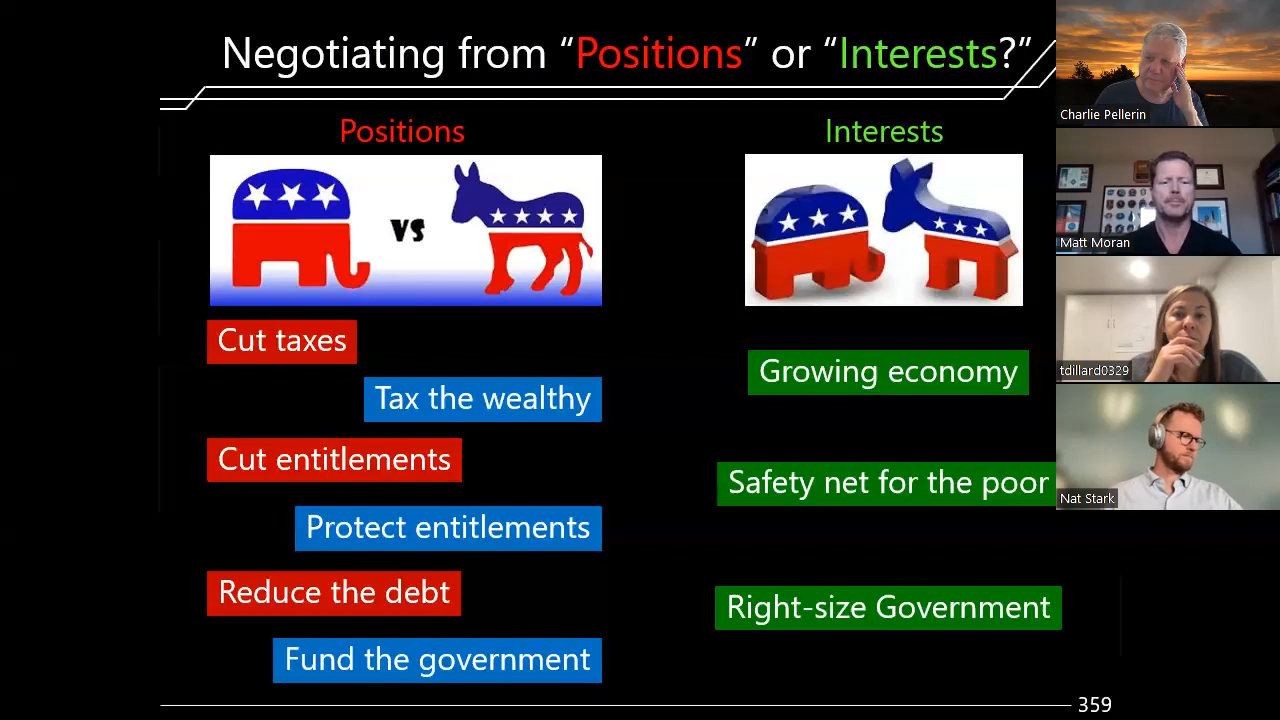 Negotiating from “Positions” or “Interests?”
Positions
Interests
vs
Cut taxes
Tax the wealthy
Cut entitlements
Protect entitlements
Reduce the debt
Fund the government
Growing economy
Safety net for the poor
Right-size Government
359
Charlie Pellerin
Matt Moran
tdillard0329
Nat Stark